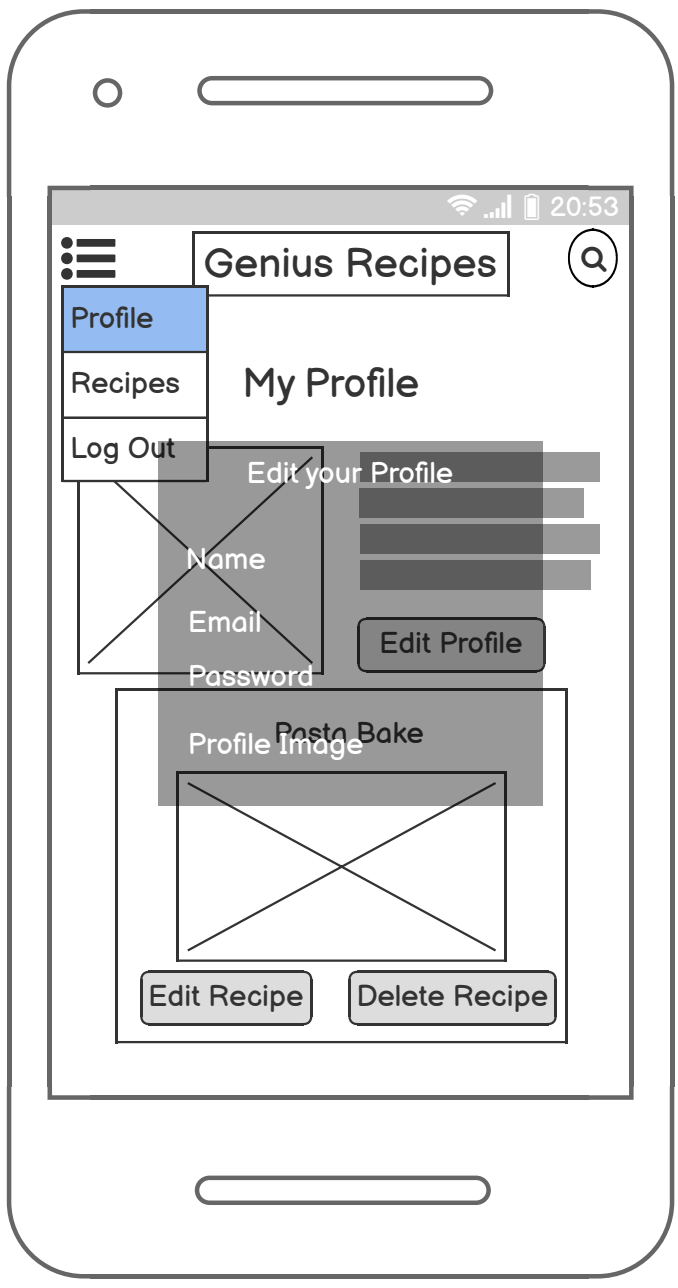 20:53
Genius Recipes
Profile
Recipes
Log Out
My Profile
Edit your Profile
Name
Email
Password
Profile Image
Edit Profile
Pasta Bake
Edit Recipe
Delete Recipe